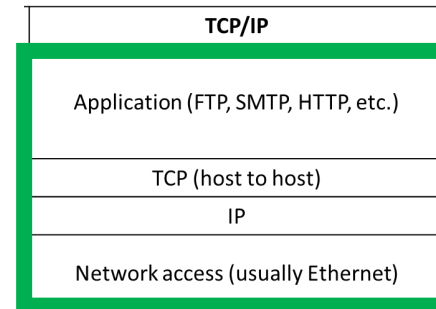 TCP/IP
Application (FTP, SMTP, HTTP, etc.)
TCP (host to host)
IP
Network access (usually Ethernet)